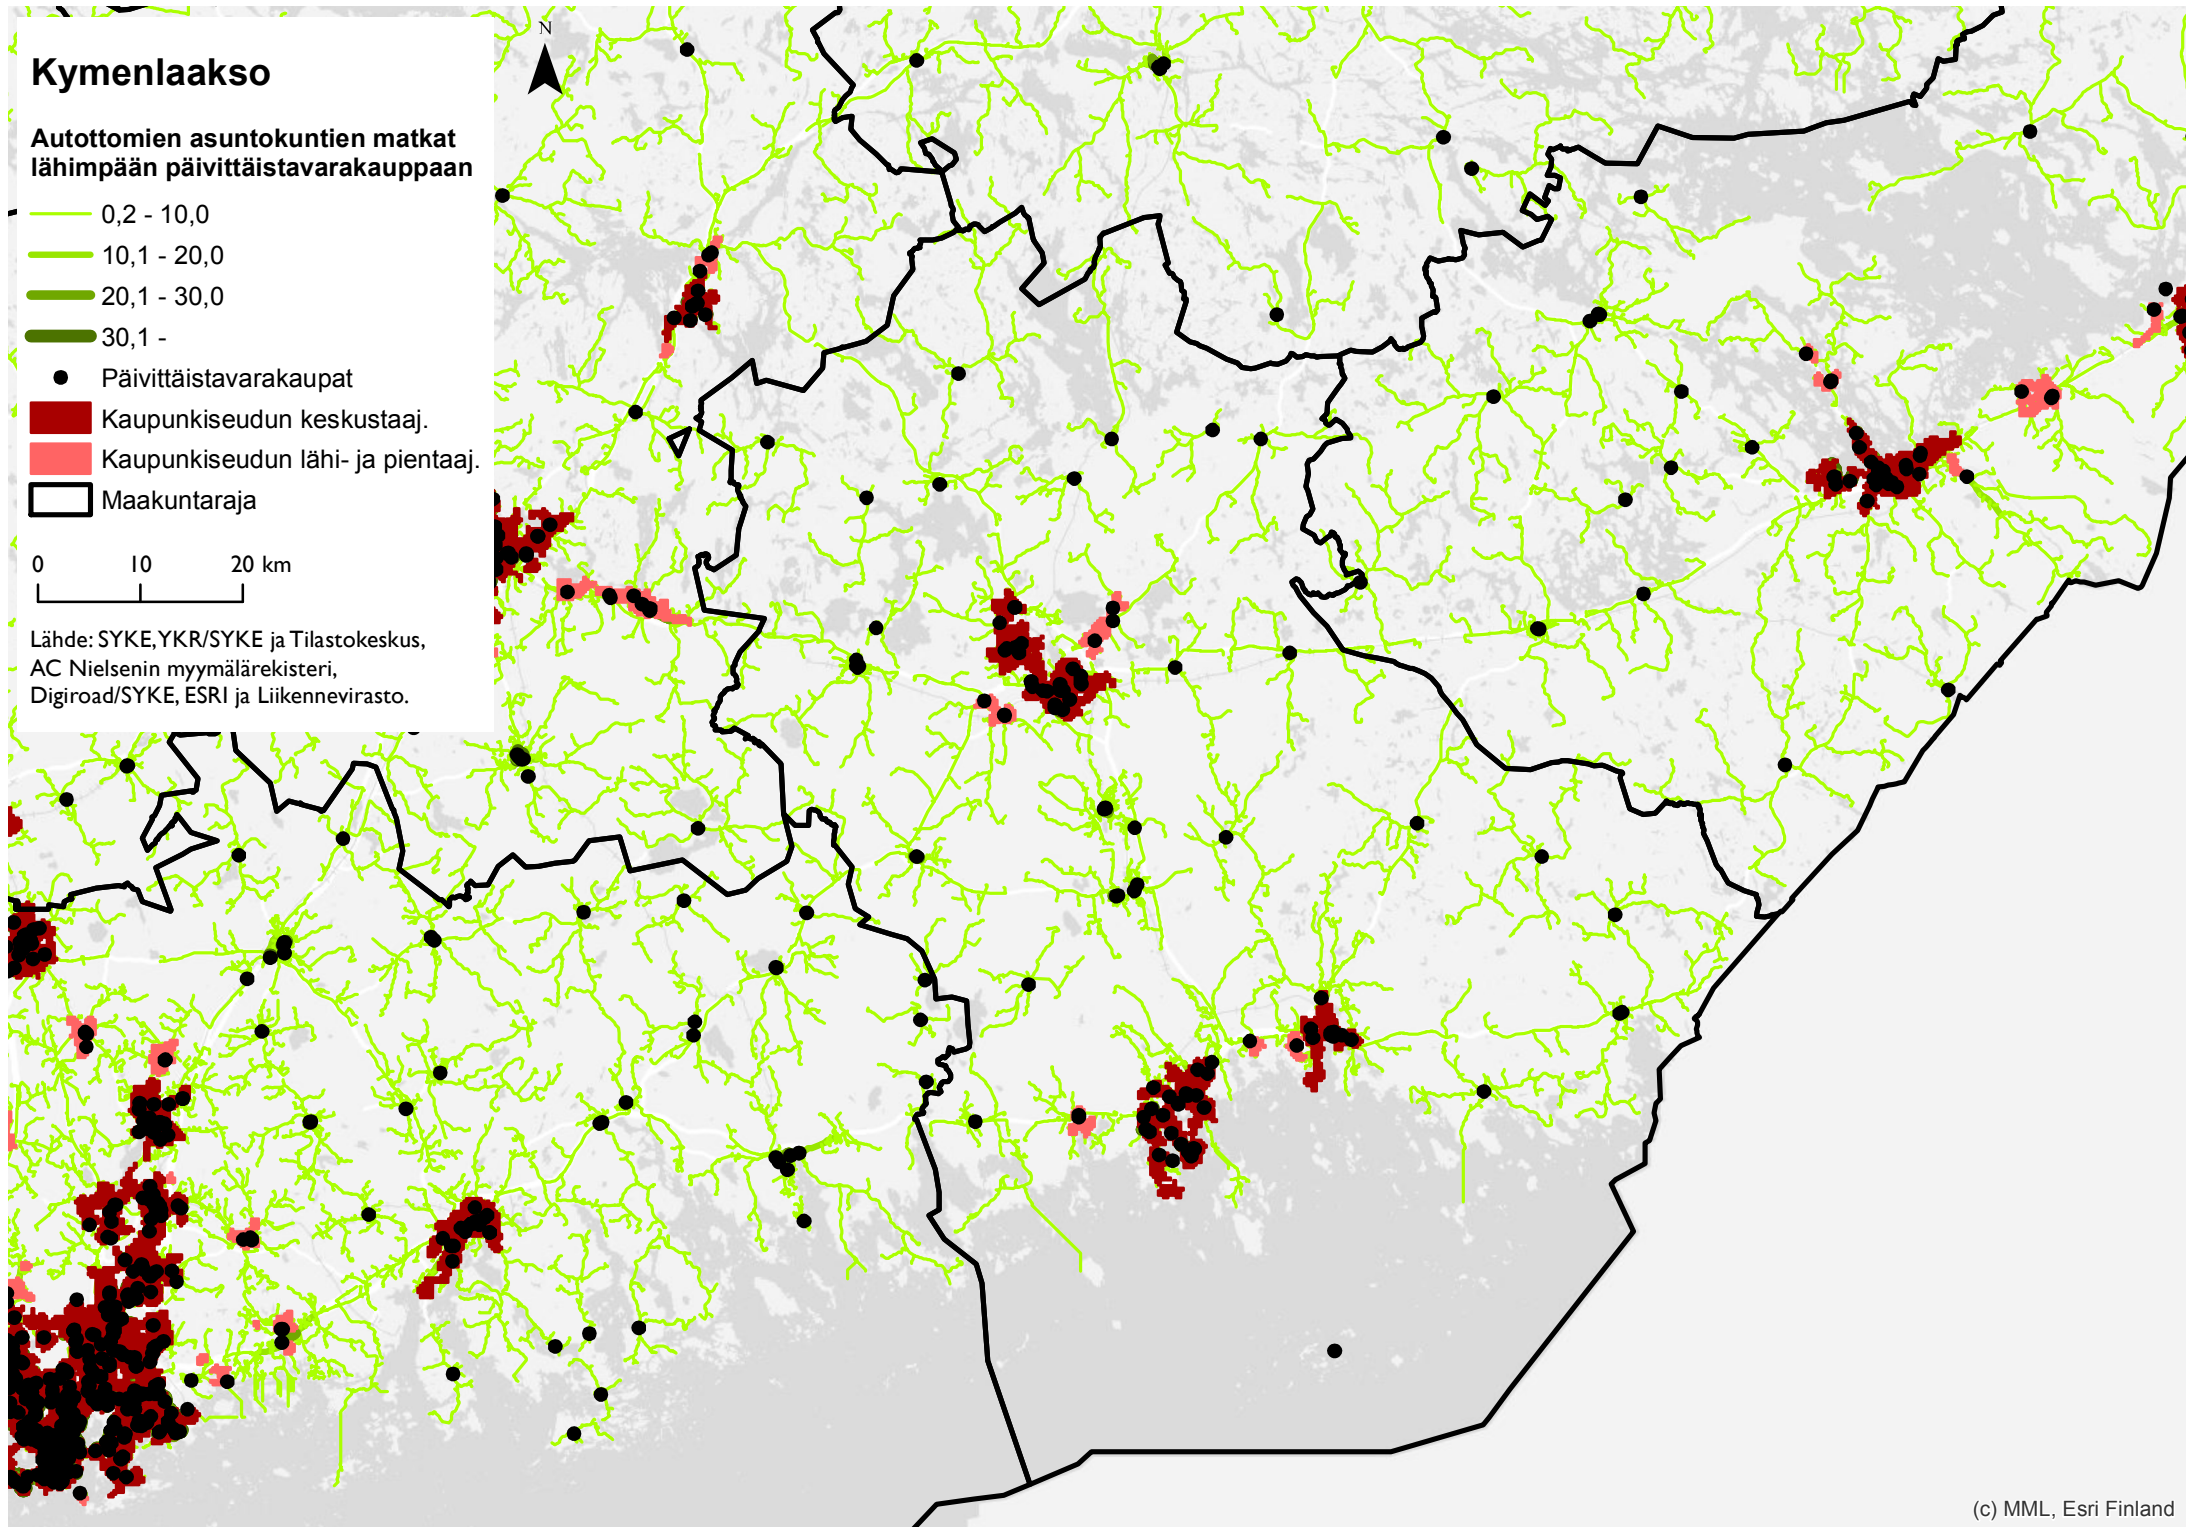 Kymenlaakso
N
Autottomien asuntokuntien matkat
lähimpään päivittäistavarakauppaan
0,2 - 10,0
10,1 - 20,0
20,1 - 30,0
30,1 -
Päivittäistavarakaupat
Kaupunkiseudun keskustaaj.
Kaupunkiseudun lähi- ja pientaaj.
Maakuntaraja
0 10 20 km
Lähde: SYKE, YKR/SYKE ja Tilastokeskus,
AC Nielsenin myymälärekisteri,
Digiroad/SYKE, ESRI ja Liikennevirasto.
(c) MML, Esri Finland